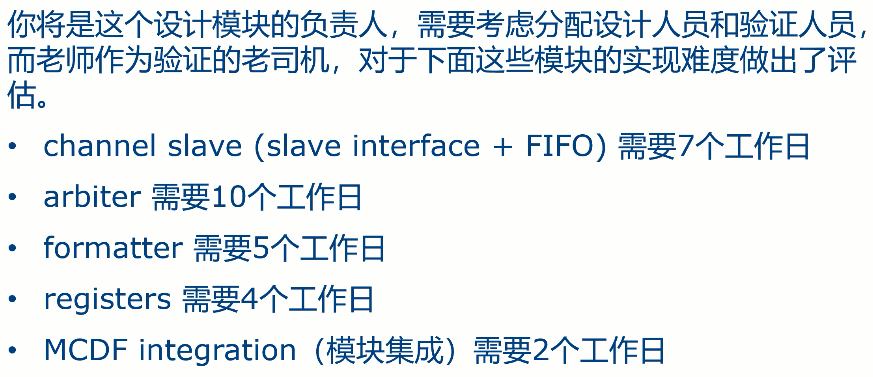 你将是这个设计模块的负责人，需要考虑分配设计人员和验证人员，
而老师作为验证的老司机，对于下面这些模块的实现难度做出了评
估。
• channel slave (slave interface + FIFO) 需要7个工作日
• arbiter 需要10个工作日
• formatter 需要5个工作日
• registers 需要4个工作日
• MCDF integration（模块集成）需要2个工作日